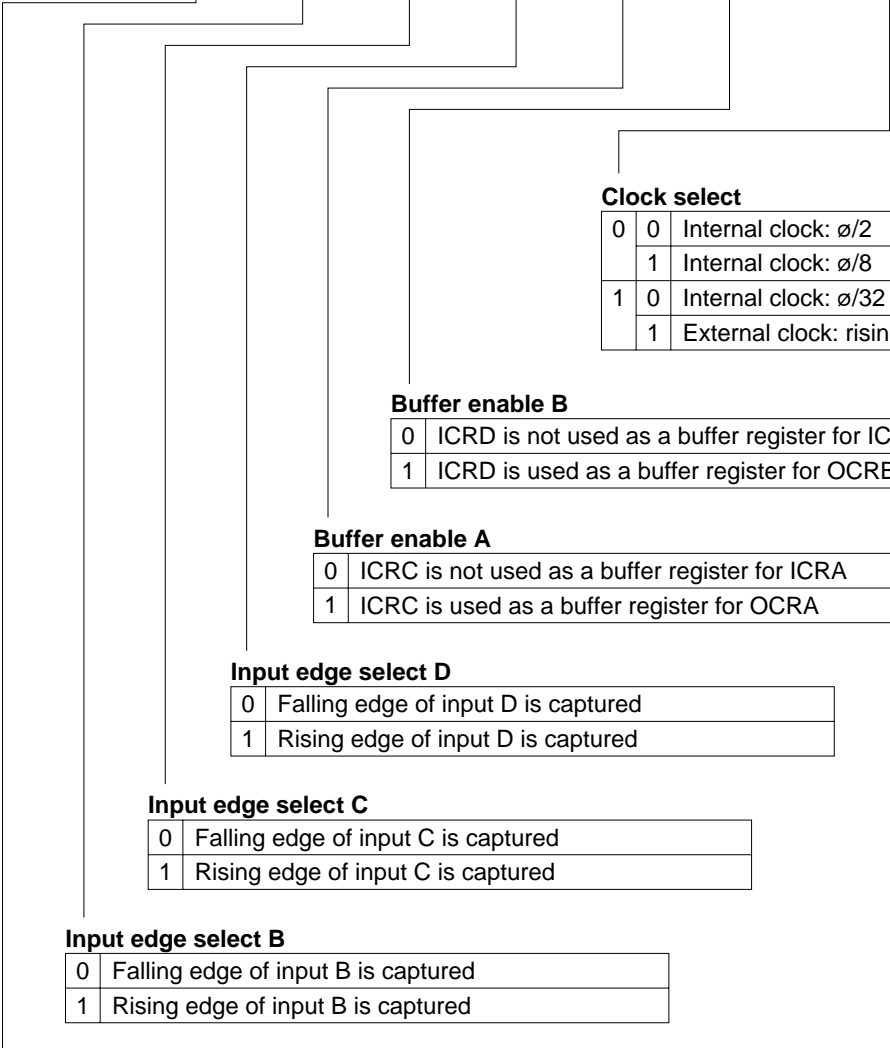 Clock select
0 0 Internal clock: ø/2
1 Internal clock: ø/8
1 0 Internal clock: ø/32
1 External clock:
Buffer enable B
0 ICRD is not used as a buffer register for
1 ICRD is used as a buffer register for
Buffer enable A
0 ICRC is not used as a buffer register for ICRA
1 ICRC is used as a buffer register for OCRA
Input edge select D
0 Falling edge of input D is captured
1 Rising edge of input D is captured
Input edge select C
0 Falling edge of input C is captured
1 Rising edge of input C is captured
Input edge select B
0 Falling edge of input B is captured
1 Rising edge of input B is captured